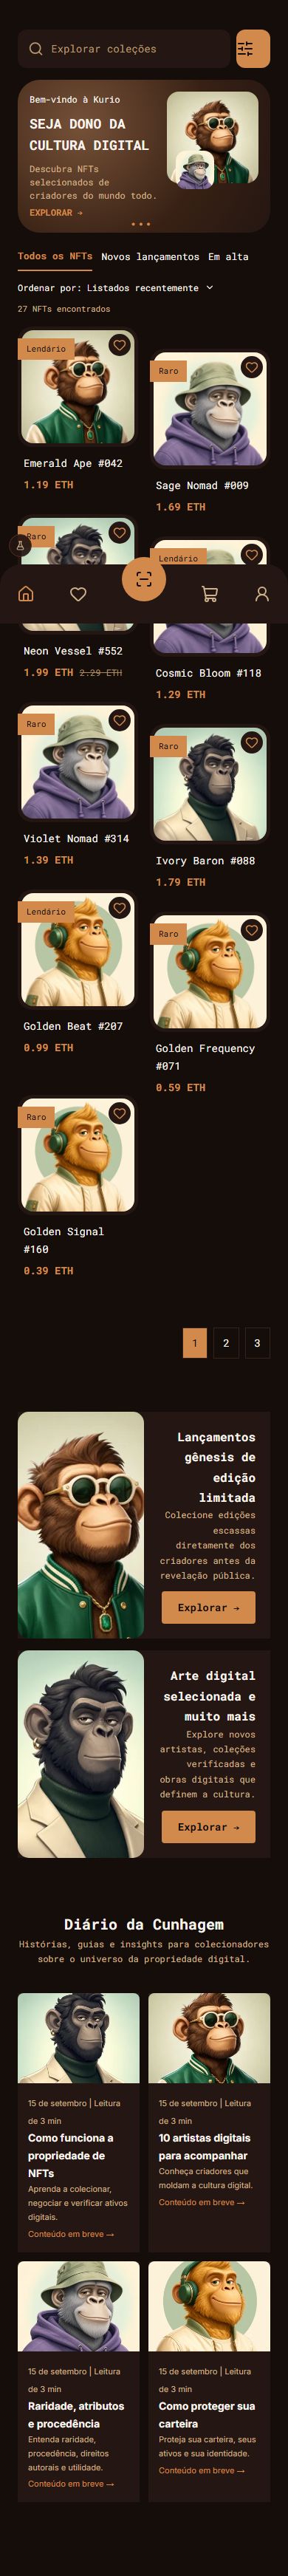 Explorar coleções
Bem-vindo à Kurio
SEJA DONO DA
CULTURA DIGITAL
Descubra NFTs
selecionados de
criadores do mundo todo.
EXPLORAR →
Todos os NFTs Novos lançamentos Em alta
Ordenar por: Listados recentemente
27 NFTs encontrados
Lendário
Emerald Ape #042
1.19 ETH
Raro
Sage Nomad #009
1.69 ETH
Raro
Neon Vessel #552
1.99 ETH 2.29 ETH
Lendário
Cosmic Bloom #118
1.29 ETH
Raro
Violet Nomad #314
1.39 ETH
Raro
Ivory Baron #088
1.79 ETH
Lendário
Golden Beat #207
0.99 ETH
Raro
Golden Frequency
#071
0.59 ETH
Raro
Golden Signal
#160
0.39 ETH
1 2 3
Lançamentos
gênesis de
edição
limitada
Colecione edições
escassas
diretamente dos
criadores antes da
revelação pública.
Explorar →
Arte digital
selecionada e
muito mais
Explore novos
artistas, coleções
verificadas e
obras digitais que
definem a cultura.
Explorar →
Diário da Cunhagem
Histórias, guias e insights para colecionadores
sobre o universo da propriedade digital.
15 de setembro | Leitura
de 3 min
Como funciona a
propriedade de
NFTs
Aprenda a colecionar,
negociar e verificar ativos
digitais.
Conteúdo em breve →
15 de setembro | Leitura
de 3 min
10 artistas digitais
para acompanhar
Conheça criadores que
moldam a cultura digital.
Conteúdo em breve →
15 de setembro | Leitura
de 3 min
Raridade, atributos
e procedência
Entenda raridade,
procedência, direitos
autorais e utilidade.
Conteúdo em breve →
15 de setembro | Leitura
de 3 min
Como proteger sua
carteira
Proteja sua carteira, seus
ativos e sua identidade.
Conteúdo em breve →